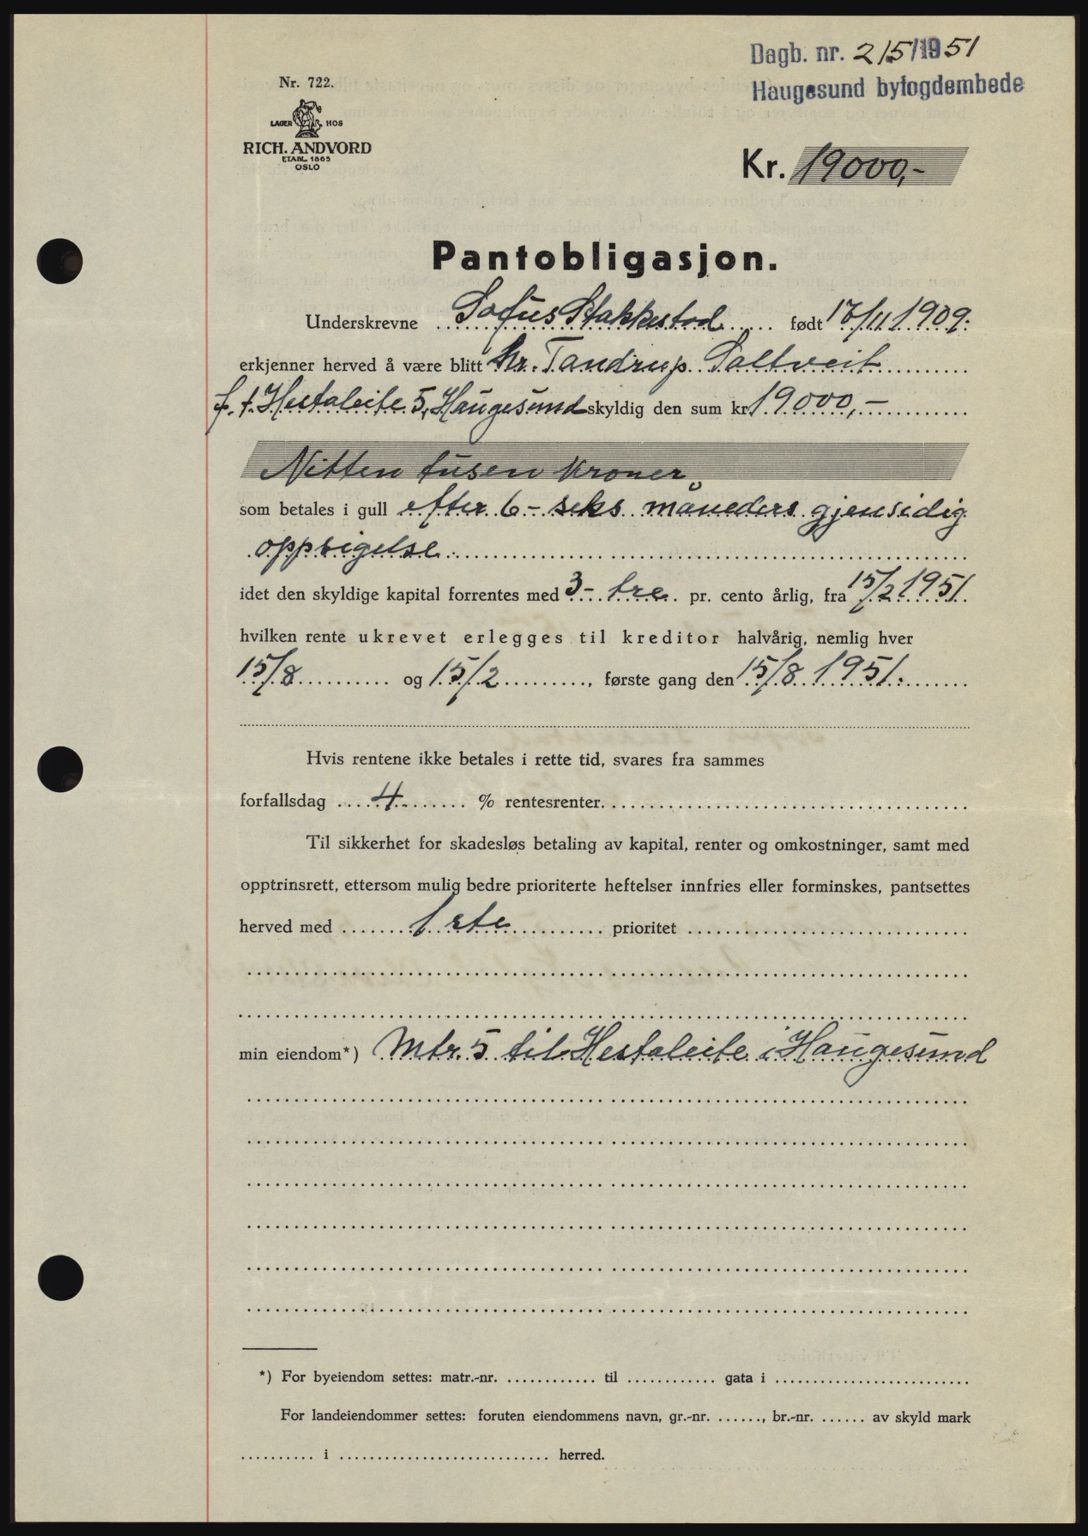 Dagb. nr. 215/1951
Haugesund byfogdembede
Nr. 722.
LAGER HOS
RICH. ANDVORD
ETABL. 1865
OSLO
Kr. 19000,-
Pantobligasjon.
Underskrevne Sofus Stakkestad født 17/11 1909.
erkjenner herved å være blitt Hr. Tandrup Saltveit
f. t. Hestaleite 5, Haugesund skyldig den sum kr. 19000,-
Nitten tusen kroner,
som betales i gull efter 6 - seks måneders gjensidig
oppsigelse
idet den skyldige kapital forrentes med 3 - tre pr. cento årlig, fra 15/2 1951
hvilken rente ukrevet erlegges til kreditor halvårig, nemlig hver
15/8 og 15/2, første gang den 15/8 1951.
Hvis rentene ikke betales i rette tid, svares fra sammes
forfallsdag 4 % rentesrenter.
Til sikkerhet for skadesløs betaling av kapital, renter og omkostninger, samt med
opptrinsrett, ettersom mulig bedre prioriterte heftelser innfries eller forminskes, pantsettes
herved med 1ste prioritet
min eiendom*) Mtr. 5 til Hestaleite i Haugesund
*) For byeiendom settes: matr.-nr. ............ til ............ gata i ..........................
For landeiendommer settes: foruten eiendommens navn, gr.-nr. ......, br.-nr. ...... av skyld mark
.......... i ............................ herred.